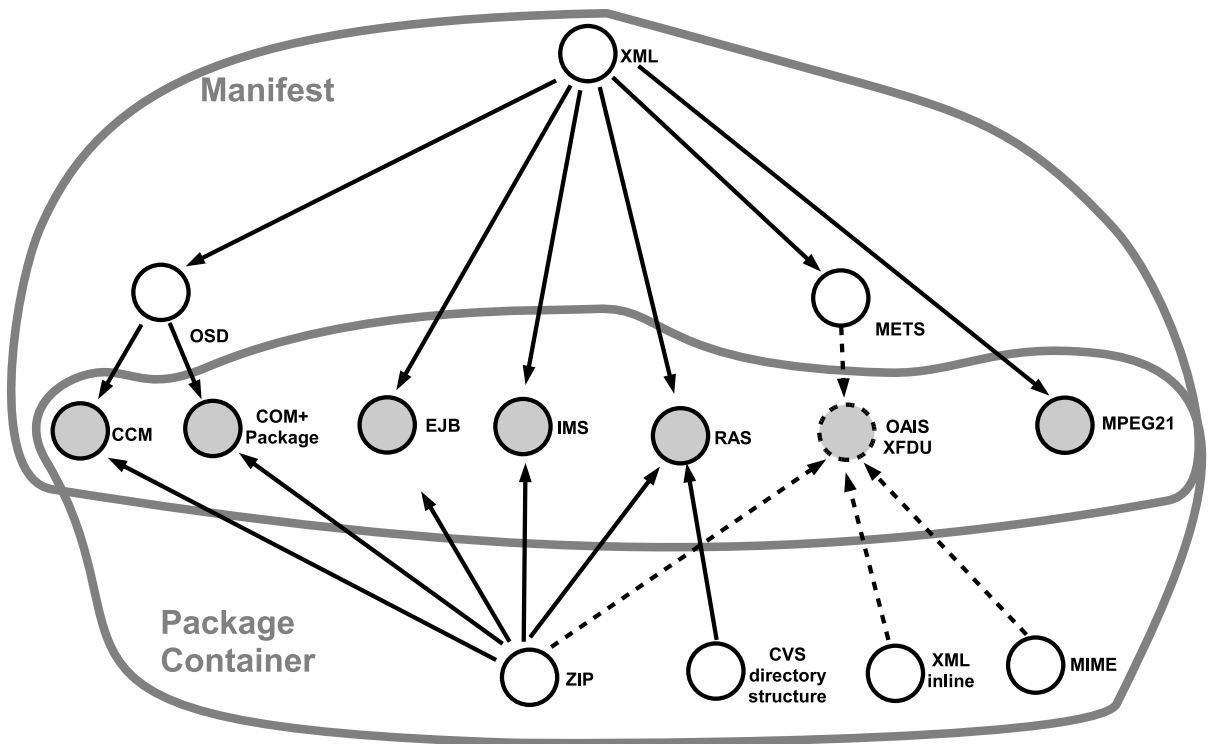 XML
Manifest
OSD
METS
CCM
COM+
Package
EJB
IMS
RAS
OAIS
XFDU
MPEG21
Package
Container
ZIP
CVS
directory
structure
XML
inline
MIME